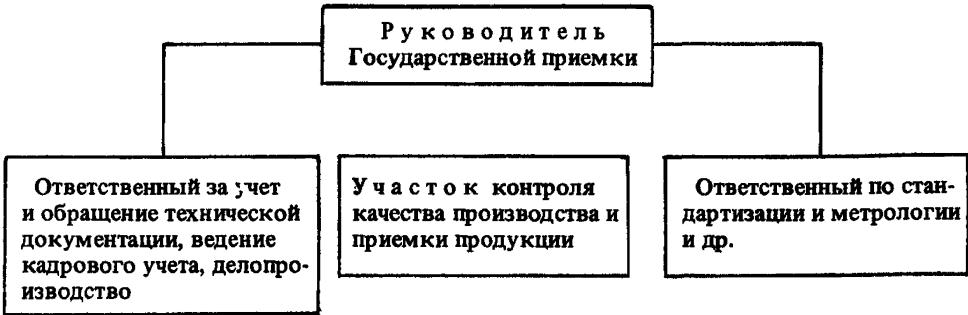 Руководитель
Государственной приемки
Ответственный за учет
и обращение технической
документации, ведение
кадрового учета, делопро-
изводство
Участок контроля
качества производства и
приемки продукции
Ответственный по стан-
дартизации и метрологии
и др.